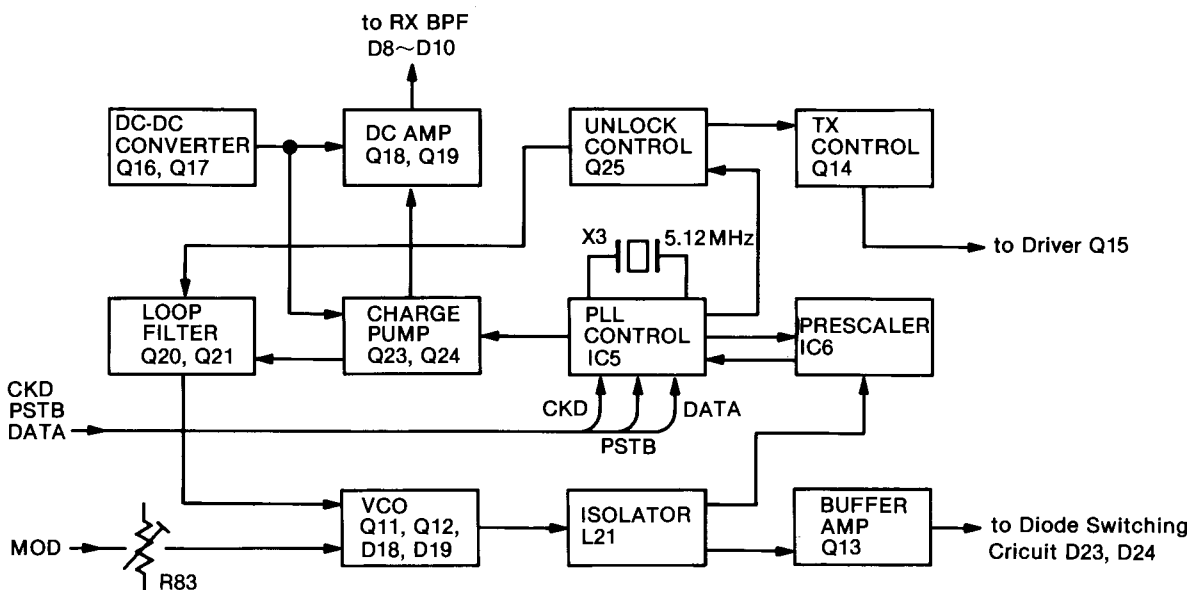 to RX BPF
D8~D10
DC-DC
CONVERTER
Q16, Q17
DC AMP
Q18, Q19
UNLOCK
CONTROL
Q25
TX
CONTROL
Q14
X3
5.12MHz
to Driver Q15
LOOP
FILTER
Q20, Q21
CHARGE
PUMP
Q23, Q24
PLL
CONTROL
IC5
PRESCALER
IC6
CKD
PSTB
DATA
CKD
DATA
PSTB
VCO
Q11, Q12,
D18, D19
ISOLATOR
L21
BUFFER
AMP
Q13
to Diode Switching
Cricuit D23, D24
MOD
R83